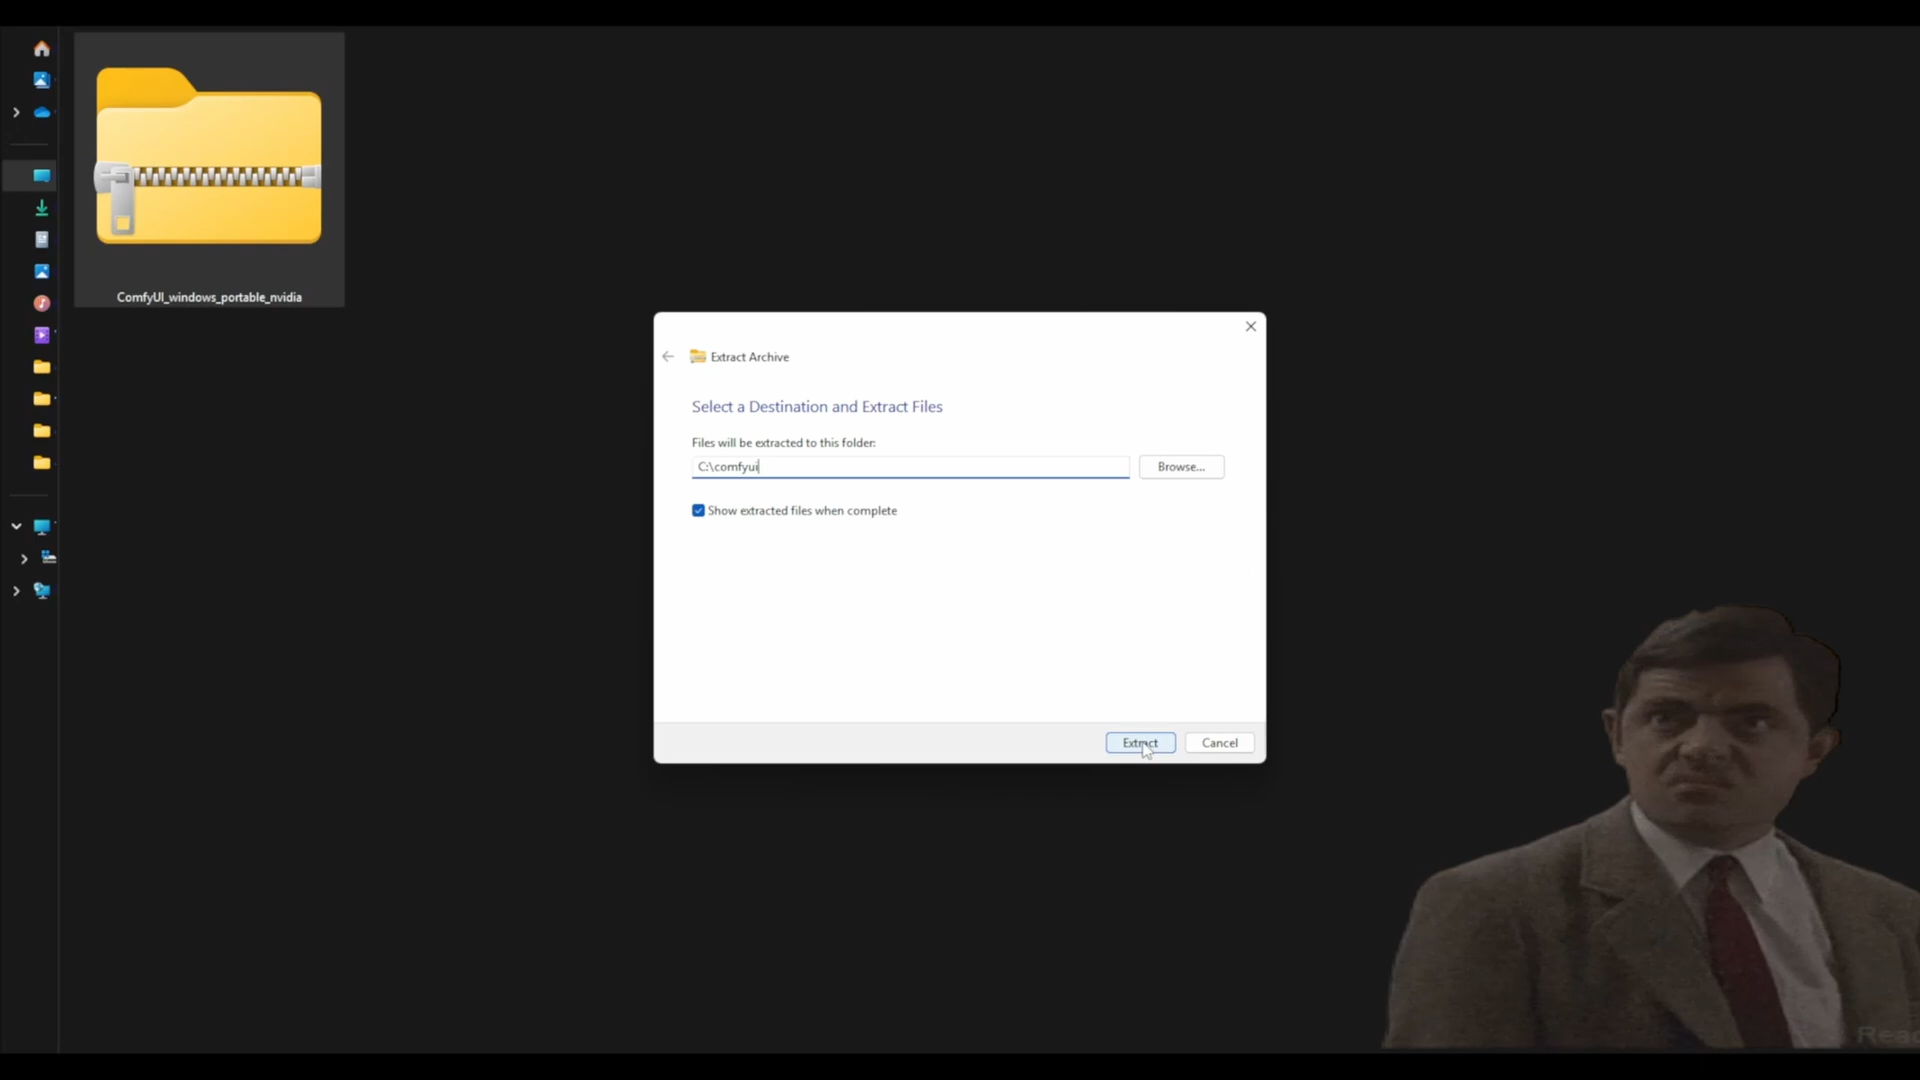 ComfyUI_windows_portable_nvidia
Extract Archive
Select a Destination and Extract Files
Files will be extracted to this folder:
C:\comfyui
Browse...
Show extracted files when complete
Extract
Cancel